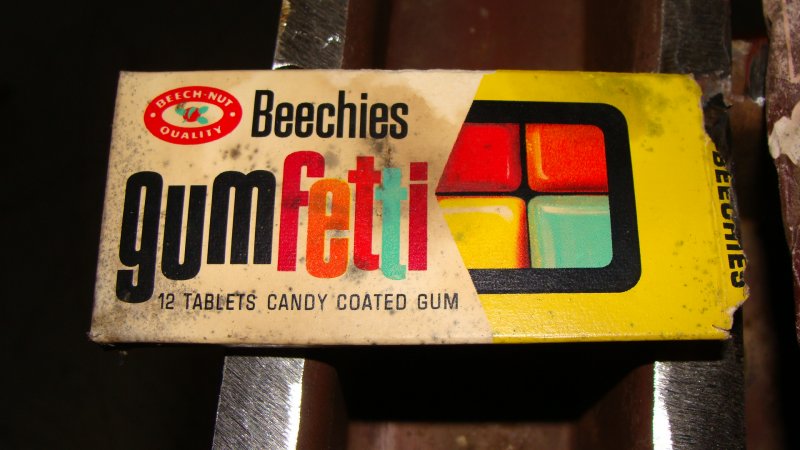 BEECH-NUT
QUALITY
Beechies
gumfetti
12 TABLETS CANDY COATED GUM
BEECHIES